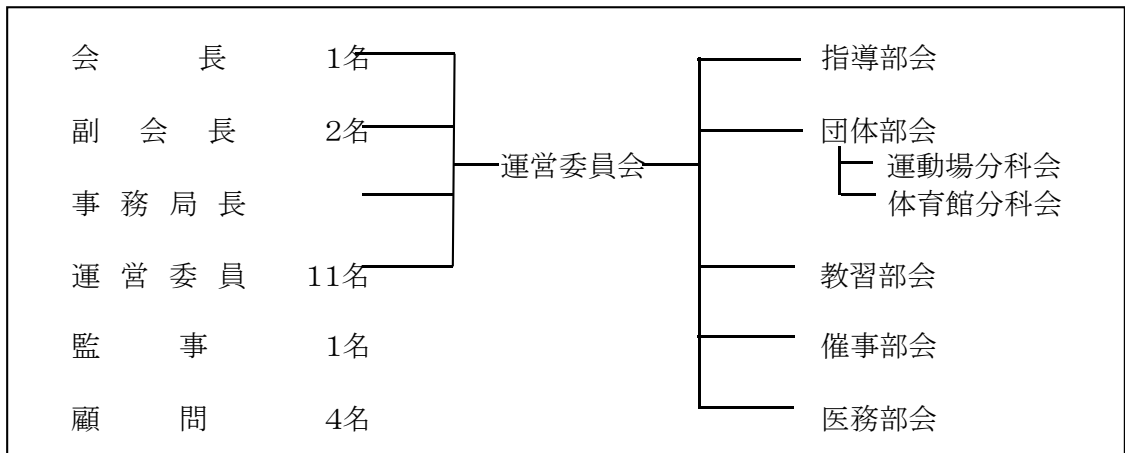 会長 1名
副会長 2名
事務局長
運営委員 11名
監事 1名
顧問 4名
運営委員会
指導部会
団体部会
運動場分科会
体育館分科会
教習部会
催事部会
医務部会